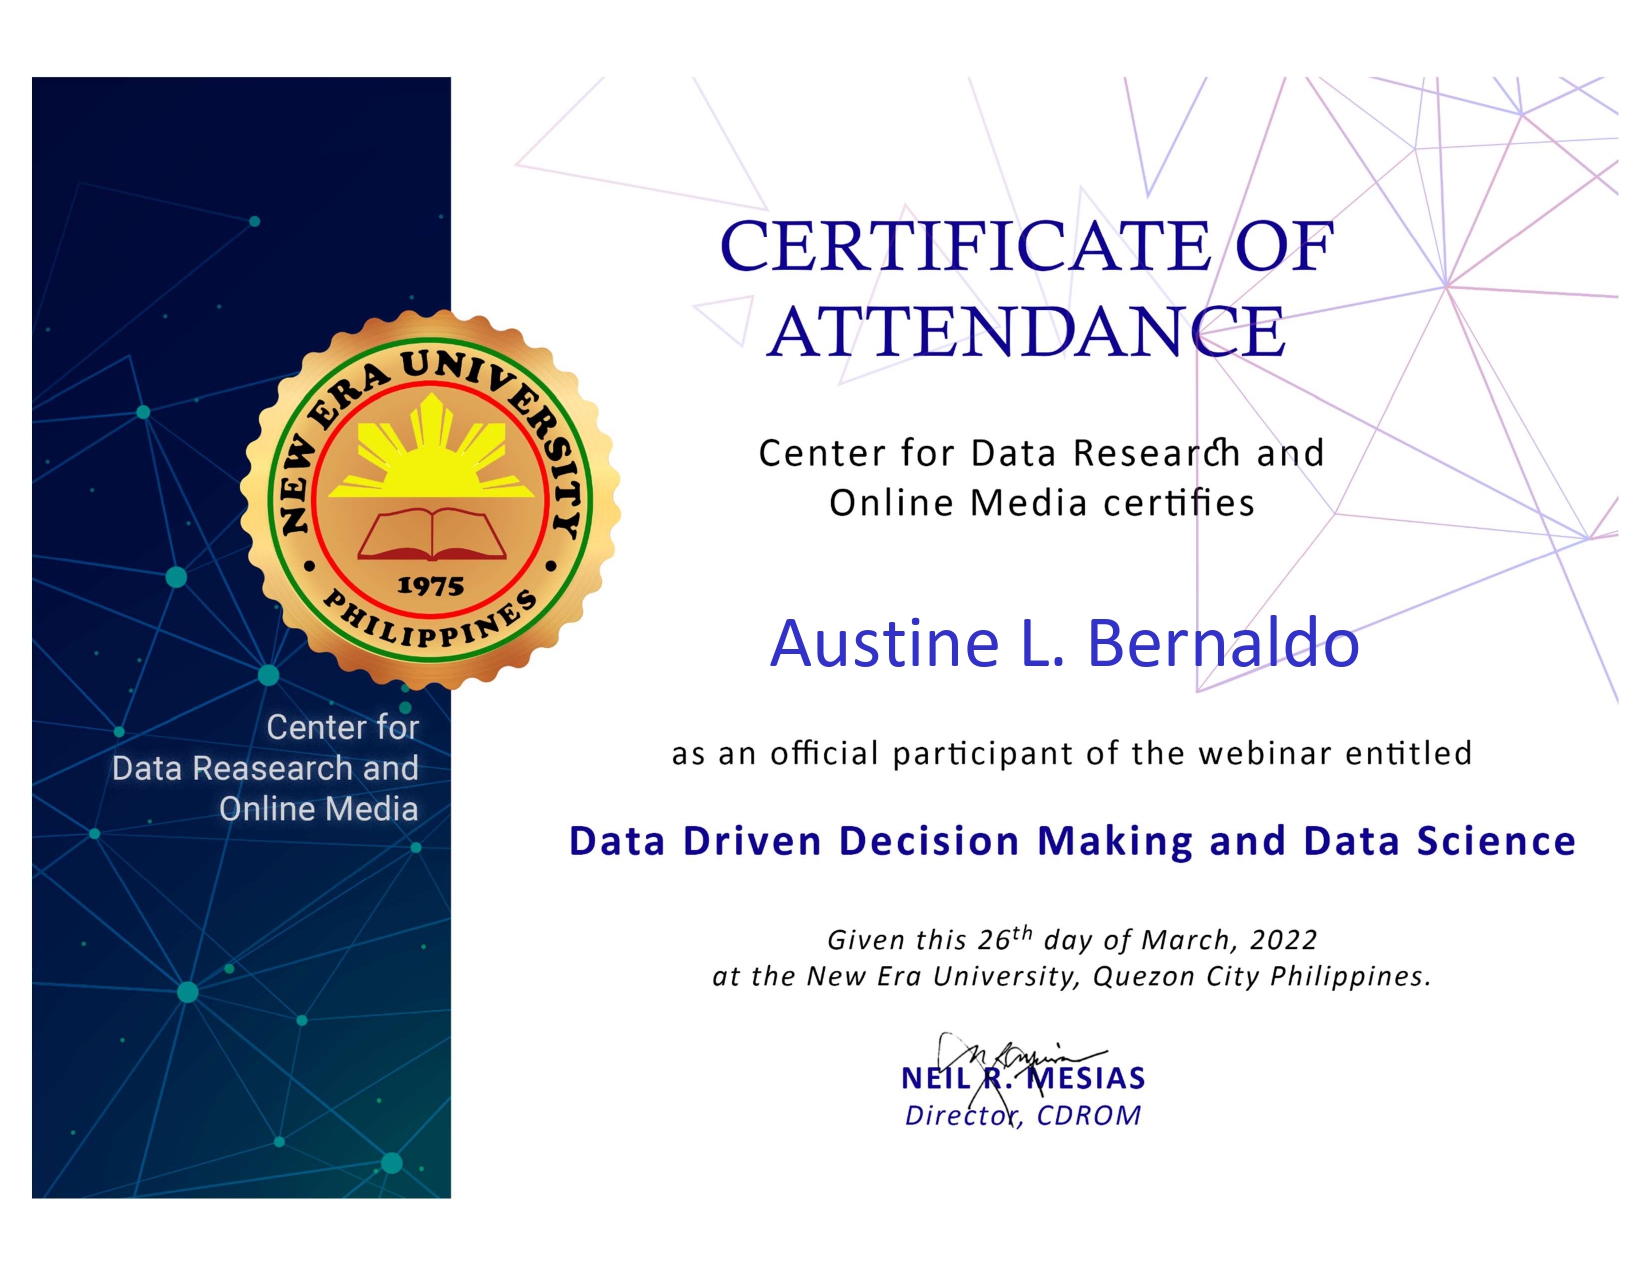 CERTIFICATE OF
ATTENDANCE
Center for Data Research and
Online Media certifies
Austine L. Bernaldo
as an official participant of the webinar entitled
Data Driven Decision Making and Data Science
Given this 26th day of March, 2022
at the New Era University, Quezon City Philippines.
NEIL R. MESIAS
Director, CDROM
NEW ERA UNIVERSITY
1975
PHILIPPINES
Center for
Data Reasearch and
Online Media